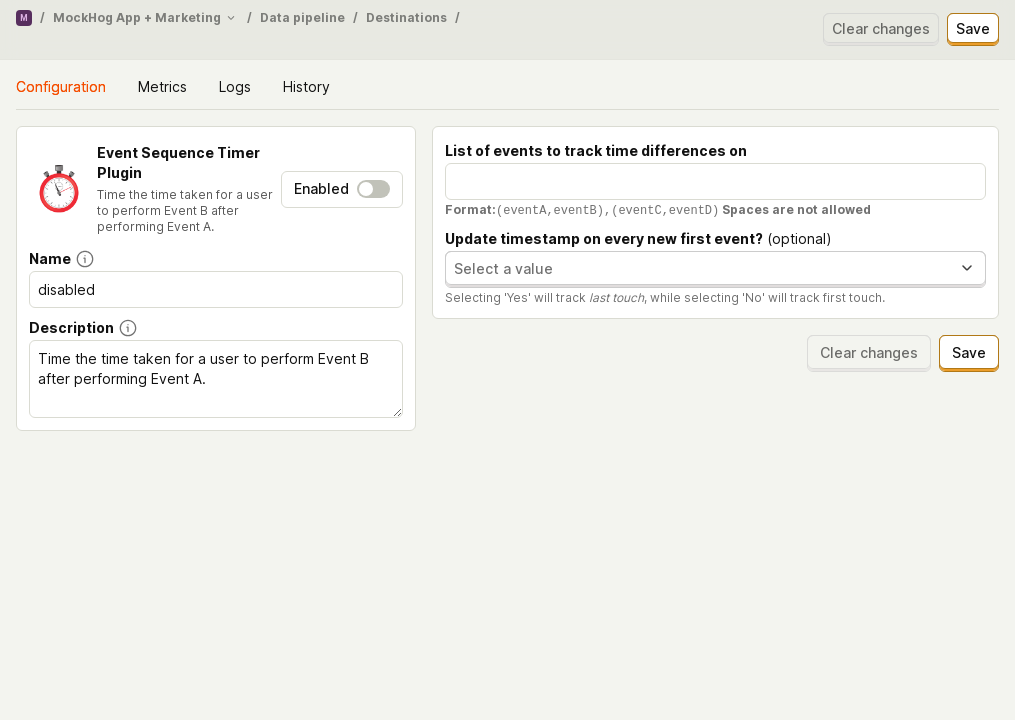 M / MockHog App + Marketing / Data pipeline / Destinations /
Clear changes Save
Configuration Metrics Logs History
Event Sequence Timer
Plugin
Time the time taken for a user
to perform Event B after
performing Event A.
Enabled
Name
disabled
Description
Time the time taken for a user to perform Event B
after performing Event A.
List of events to track time differences on
Format:(eventA,eventB),(eventC,eventD) Spaces are not allowed
Update timestamp on every new first event? (optional)
Select a value
Selecting 'Yes' will track last touch, while selecting 'No' will track first touch.
Clear changes Save